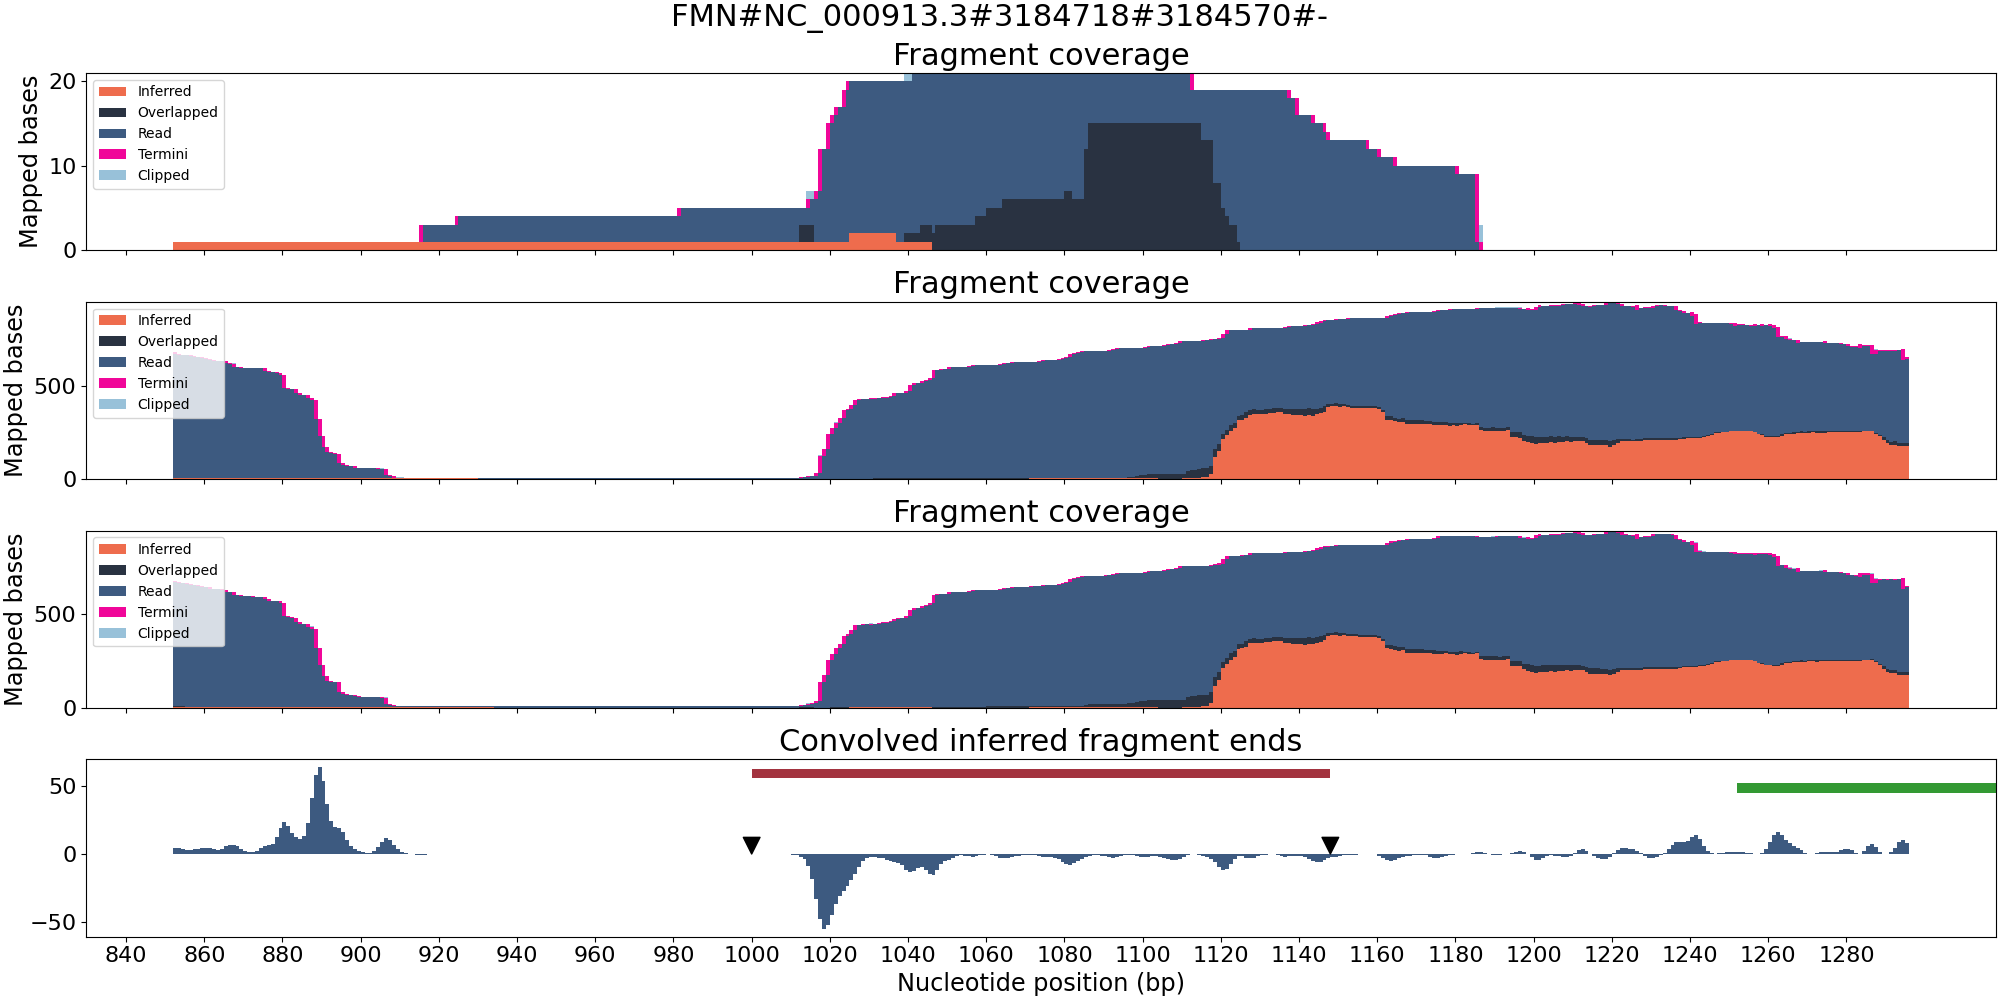 FMN#NC_000913.3#3184718#3184570#-
Fragment coverage
Mapped bases
20
10
0
Inferred
Overlapped
Read
Termini
Clipped
Fragment coverage
Mapped bases
500
0
Inferred
Overlapped
Read
Termini
Clipped
Fragment coverage
Mapped bases
500
0
Inferred
Overlapped
Read
Termini
Clipped
Convolved inferred fragment ends
50
0
−50
840 860 880 900 920 940 960 980 1000 1020 1040 1060 1080 1100 1120 1140 1160 1180 1200 1220 1240 1260 1280
Nucleotide position (bp)